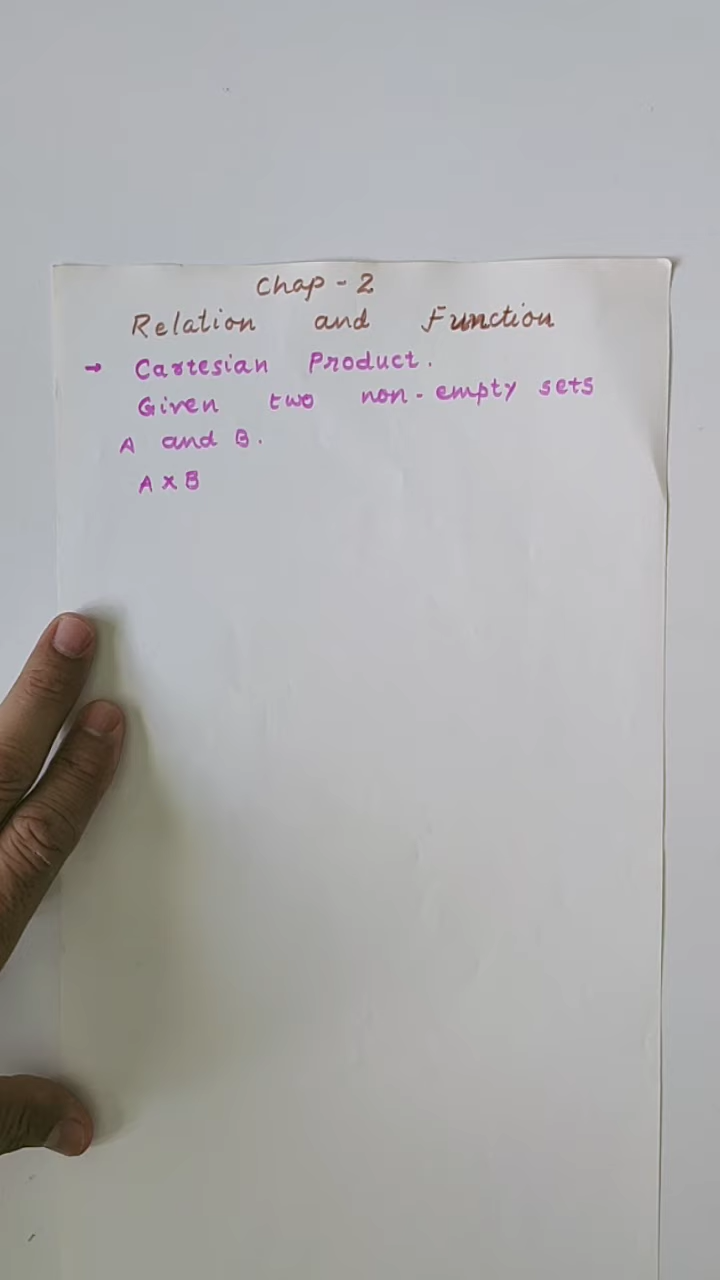 Chap - 2
Relation and Function
→ Cartesian Product.
Given two non-empty sets
A and B.
A × B